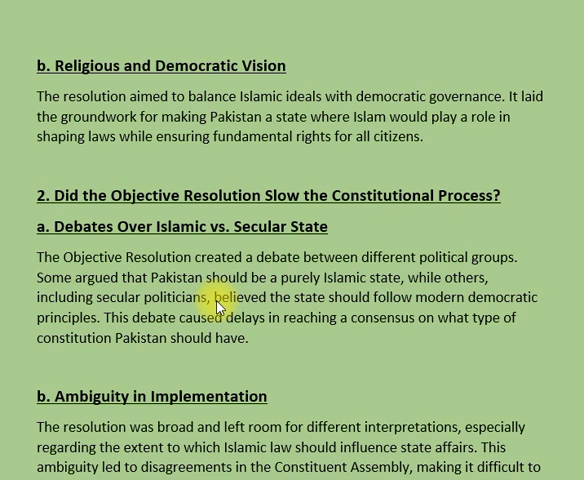 b. Religious and Democratic Vision
The resolution aimed to balance Islamic ideals with democratic governance. It laid
the groundwork for making Pakistan a state where Islam would play a role in
shaping laws while ensuring fundamental rights for all citizens.
2. Did the Objective Resolution Slow the Constitutional Process?
a. Debates Over Islamic vs. Secular State
The Objective Resolution created a debate between different political groups.
Some argued that Pakistan should be a purely Islamic state, while others,
including secular politicians, believed the state should follow modern democratic
principles. This debate caused delays in reaching a consensus on what type of
constitution Pakistan should have.
b. Ambiguity in Implementation
The resolution was broad and left room for different interpretations, especially
regarding the extent to which Islamic law should influence state affairs. This
ambiguity led to disagreements in the Constituent Assembly, making it difficult to